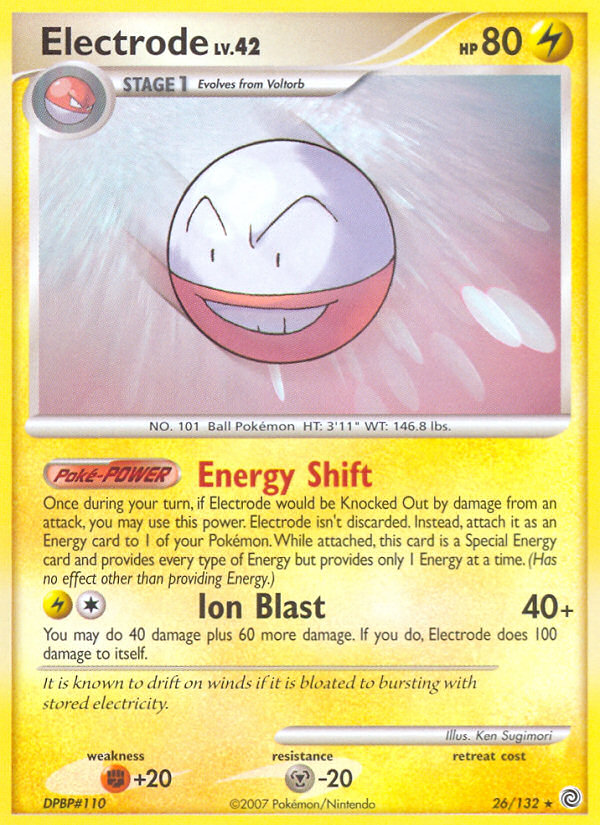 Electrode LV.42 HP 80
STAGE 1 Evolves from Voltorb
NO. 101 Ball Pokémon HT: 3'11" WT: 146.8 lbs.
Poké-POWER Energy Shift
Once during your turn, if Electrode would be Knocked Out by damage from an
attack, you may use this power. Electrode isn't discarded. Instead, attach it as an
Energy card to 1 of your Pokémon. While attached, this card is a Special Energy
card and provides every type of Energy but provides only 1 Energy at a time. (Has
no effect other than providing Energy.)
Ion Blast 40+
You may do 40 damage plus 60 more damage. If you do, Electrode does 100
damage to itself.
It is known to drift on winds if it is bloated to bursting with
stored electricity.
Illus. Ken Sugimori
weakness resistance retreat cost
+20 -20
DPBP#110 ©2007 Pokémon/Nintendo 26/132 ★